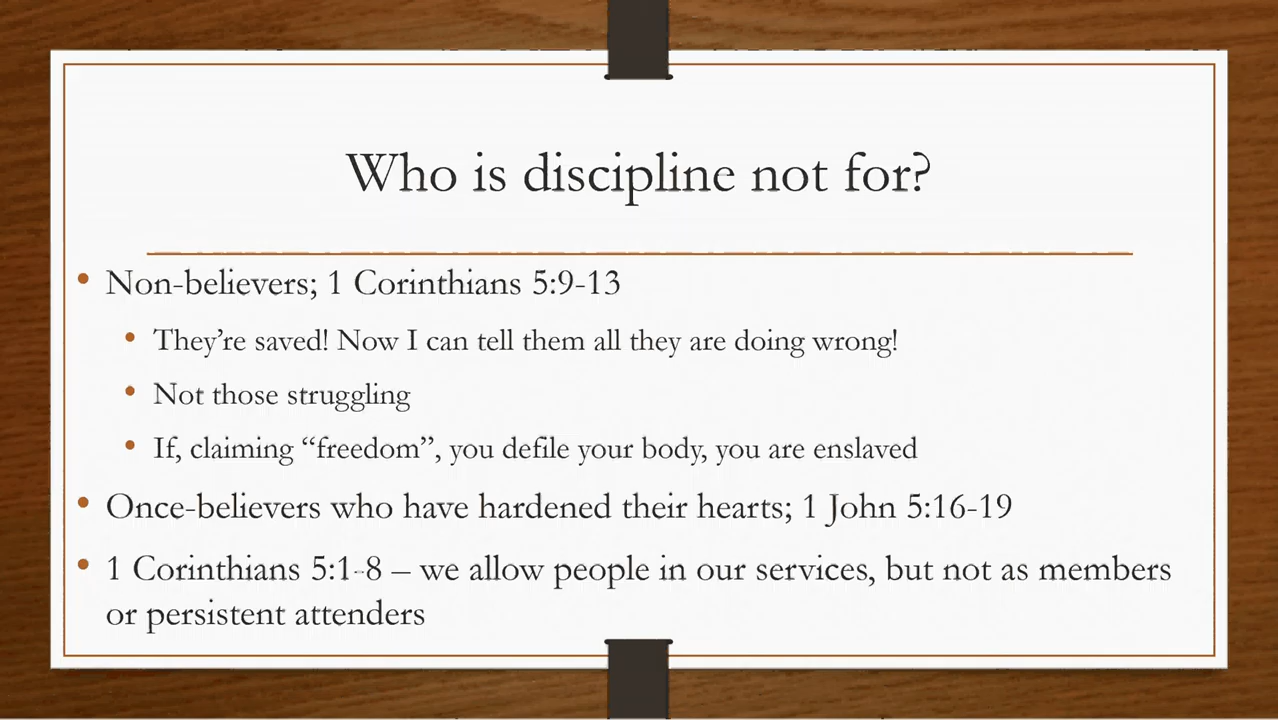 Who is discipline not for?
• Non-believers; 1 Corinthians 5:9-13
• They’re saved! Now I can tell them all they are doing wrong!
• Not those struggling
• If, claiming “freedom”, you defile your body, you are enslaved
• Once-believers who have hardened their hearts; 1 John 5:16-19
• 1 Corinthians 5:1-8 – we allow people in our services, but not as members
or persistent attenders